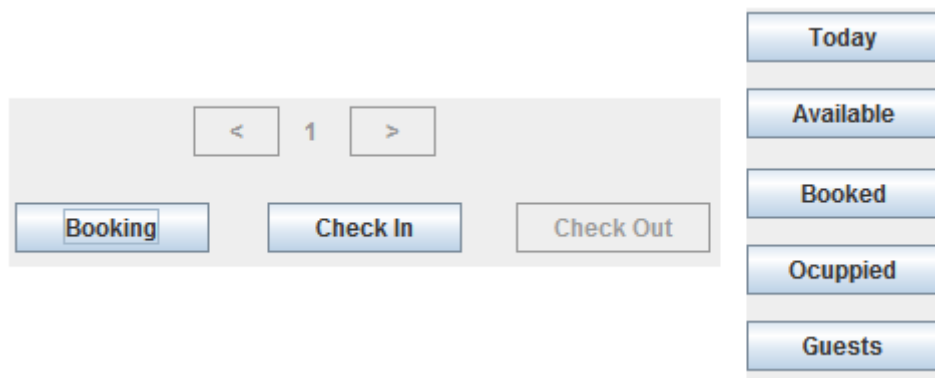 < 1 >
Booking Check In Check Out
Today
Available
Booked
Ocuppied
Guests